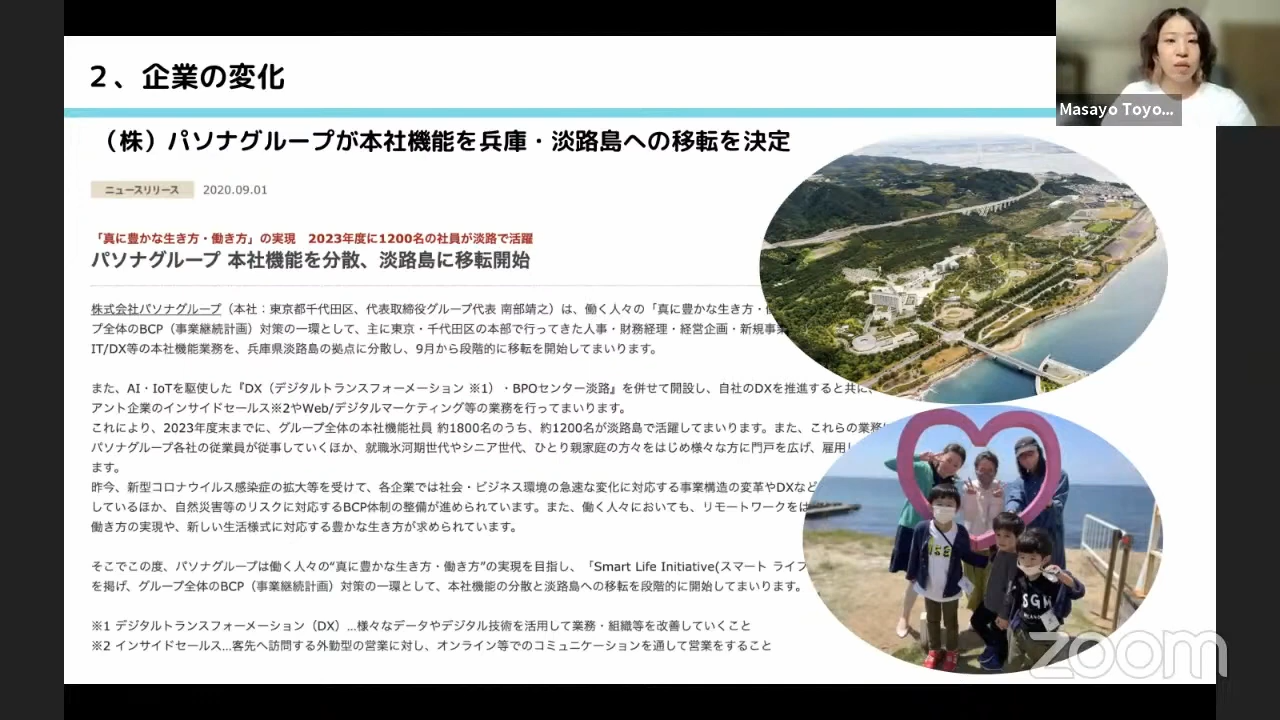 ２、企業の変化
Masayo Toyo...
（株）パソナグループが本社機能を兵庫・淡路島への移転を決定
ニュースリリース 2020.09.01
「真に豊かな生き方・働き方」の実現 2023年度に1200名の社員が淡路で活躍
パソナグループ 本社機能を分散、淡路島に移転開始
株式会社パソナグループ（本社：東京都千代田区、代表取締役グループ代表 南部靖之）は、働く人々の「真に豊かな生き方・
プ全体のBCP（事業継続計画）対策の一環として、主に東京・千代田区の本部で行ってきた人事・財務経理・経営企画・新規事業
IT/DX等の本社機能業務を、兵庫県淡路島の拠点に分散し、9月から段階的に移転を開始してまいります。
また、AI・IoTを駆使した『DX（デジタルトランスフォーメーション ※1）・BPOセンター淡路』を併せて開設し、自社のDXを推進すると共に、
アント企業のインサイドセールス※2やWeb/デジタルマーケティング等の業務を行ってまいります。
これにより、2023年度末までに、グループ全体の本社機能社員 約1800名のうち、約1200名が淡路島で活躍してまいります。また、これらの業務に
パソナグループ各社の従業員が従事していくほか、就職氷河期世代やシニア世代、ひとり親家庭の方々をはじめ様々な方に門戸を広げ、雇用し
ます。
昨今、新型コロナウイルス感染症の拡大等を受けて、各企業では社会・ビジネス環境の急速な変化に対応する事業構造の変革やDXなど
しているほか、自然災害等のリスクに対応するBCP体制の整備が進められています。また、働く人々においても、リモートワークをは
働き方の実現や、新しい生活様式に対応する豊かな生き方が求められています。
そこでこの度、パソナグループは働く人々の“真に豊かな生き方・働き方”の実現を目指し、「Smart Life Initiative(スマート ライフ
を掲げ、グループ全体のBCP（事業継続計画）対策の一環として、本社機能の分散と淡路島への移転を段階的に開始してまいります。
※1 デジタルトランスフォーメーション（DX）…様々なデータやデジタル技術を活用して業務・組織等を改善していくこと
※2 インサイドセールス…客先へ訪問する外勤型の営業に対し、オンライン等でのコミュニケーションを通して営業をすること
zoom